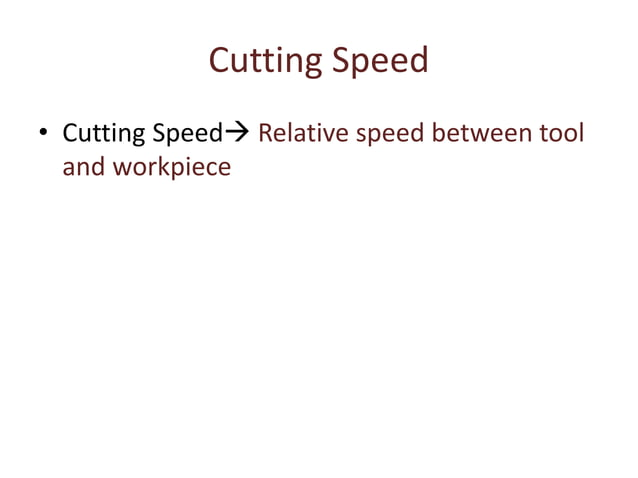 Cutting Speed
• Cutting Speed→ Relative speed between tool
and workpiece